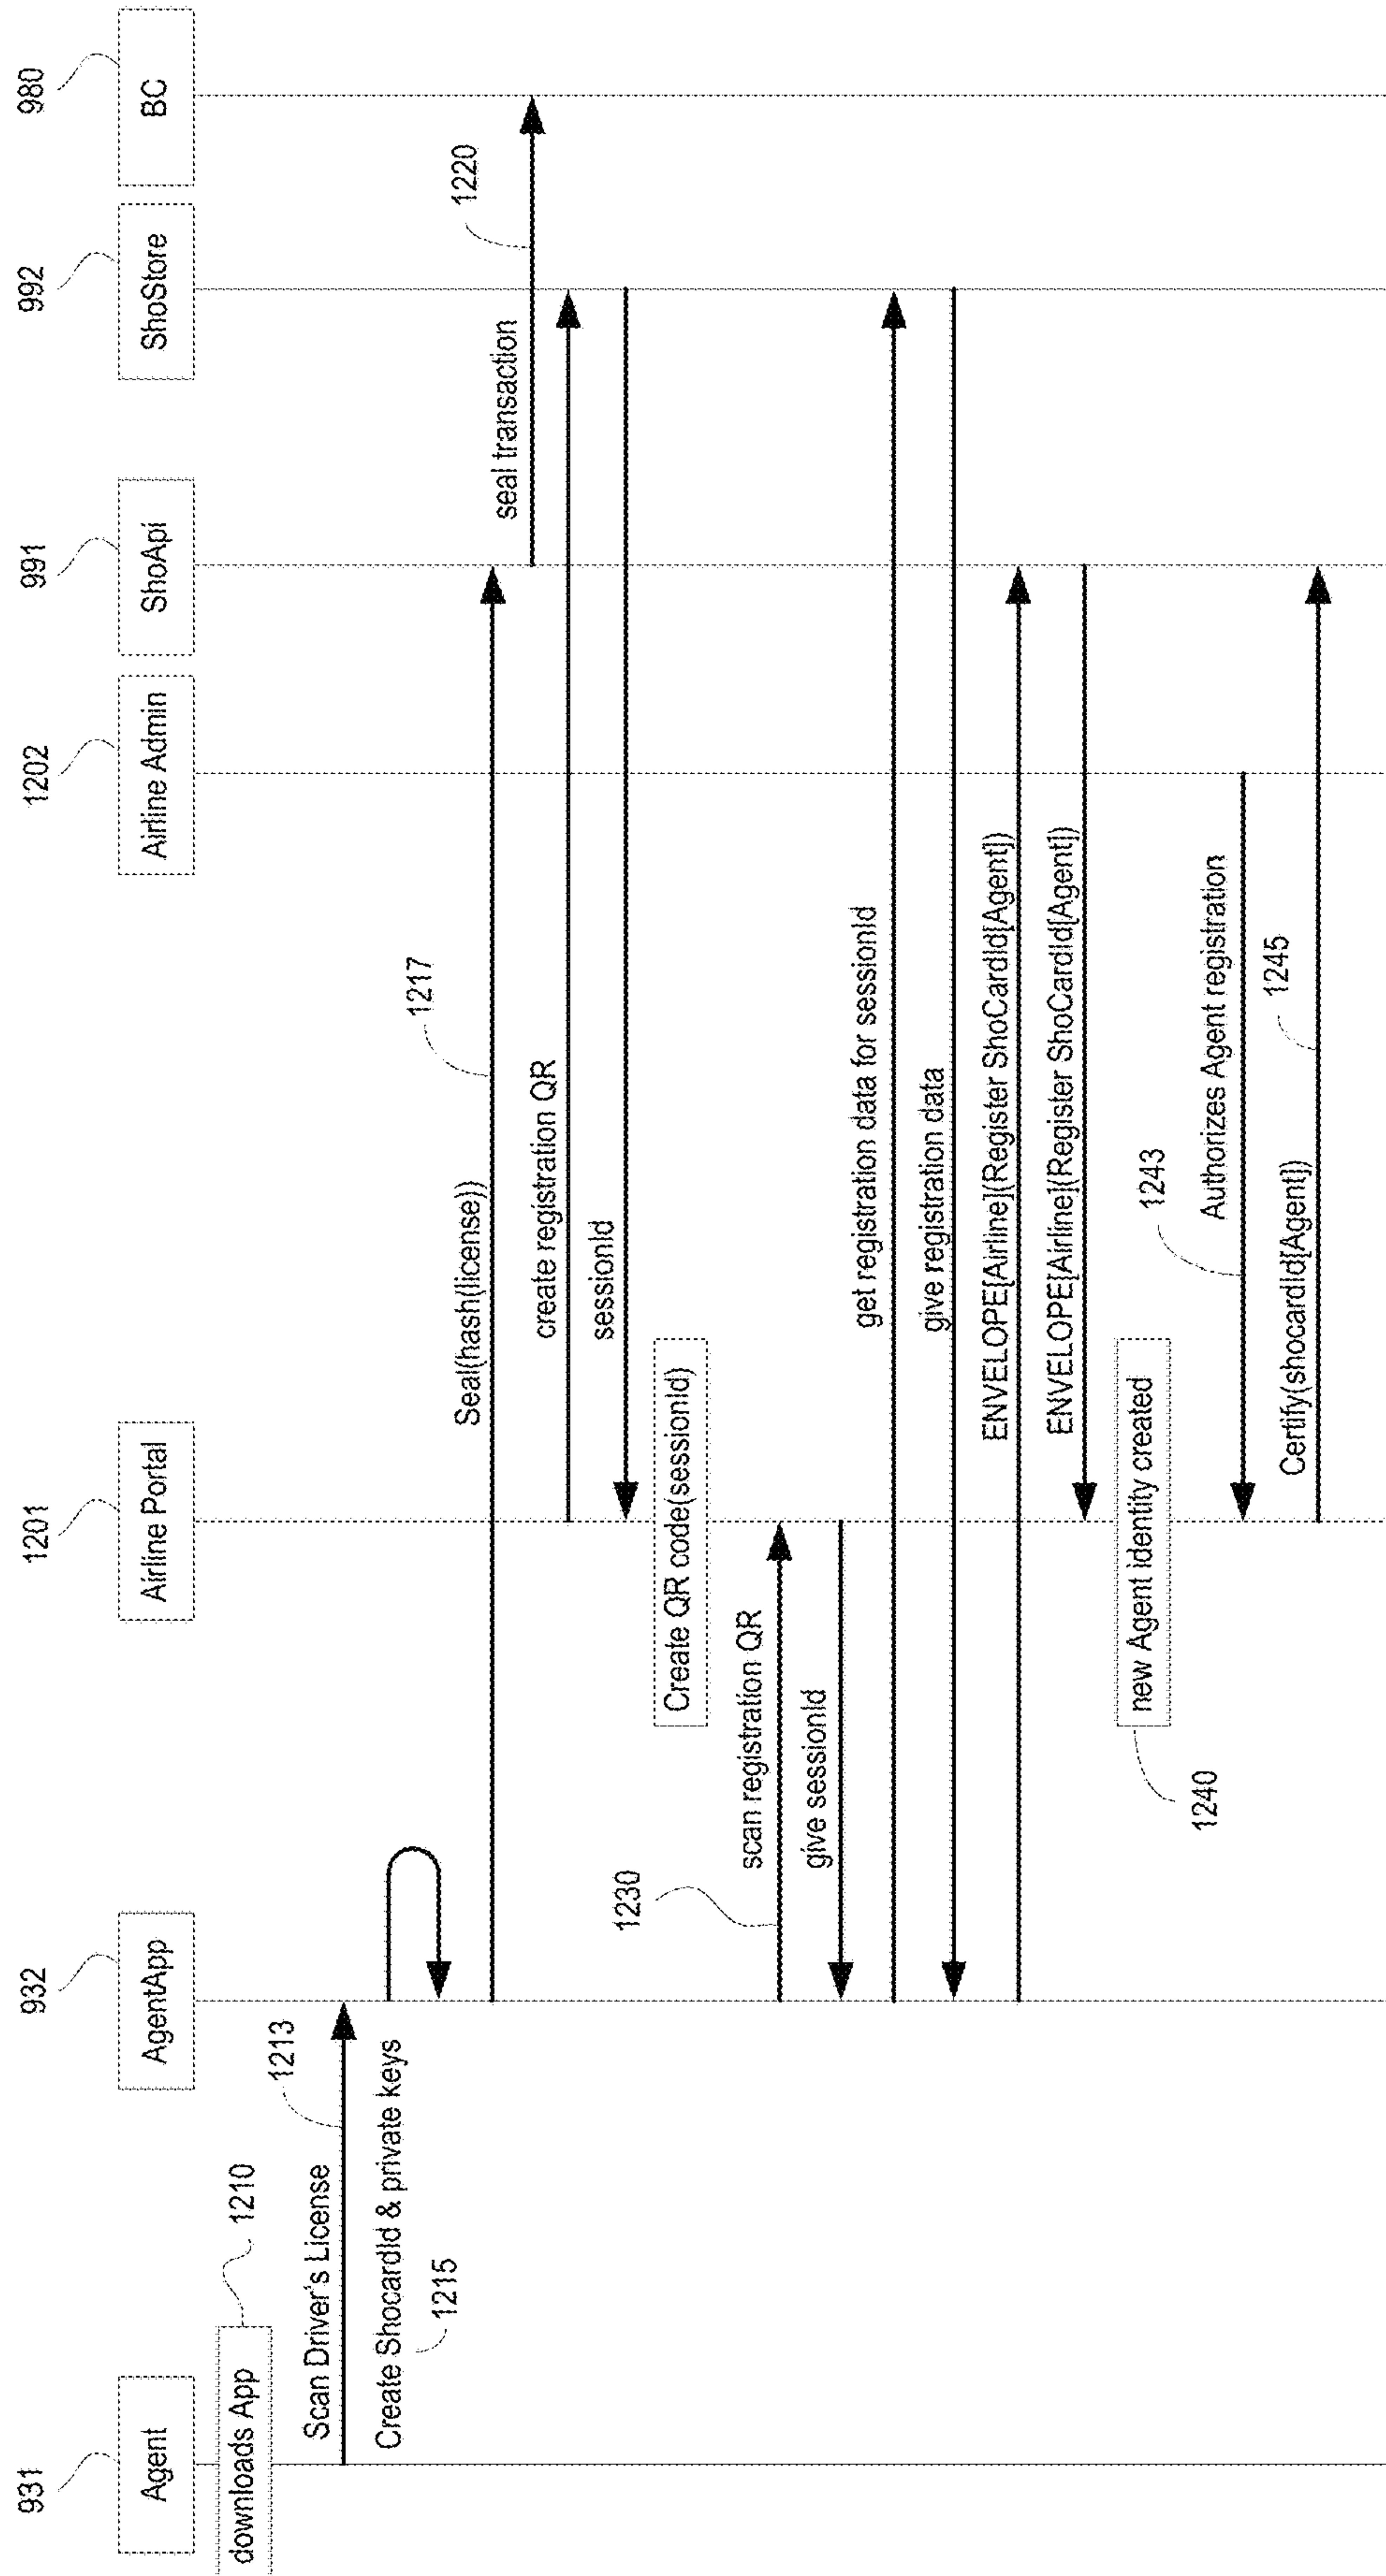 931
Agent
932
AgentApp
1201
Airline Portal
1202
Airline Admin
991
ShoApi
992
ShoStore
980
BC
downloads App
1210
Scan Driver's License
1213
Create ShocardId & private keys
1215
Seal(hash(license))
1217
seal transaction
1220
create registration QR
sessionId
Create QR code(sessionId)
1230
scan registration QR
give sessionId
get registration data for sessionId
give registration data
ENVELOPE[Airline](Register ShoCardId[Agent])
ENVELOPE[Airline](Register ShoCardId[Agent])
new Agent identity created
1240
1243
Authorizes Agent registration
Certify(shocardId[Agent])
1245